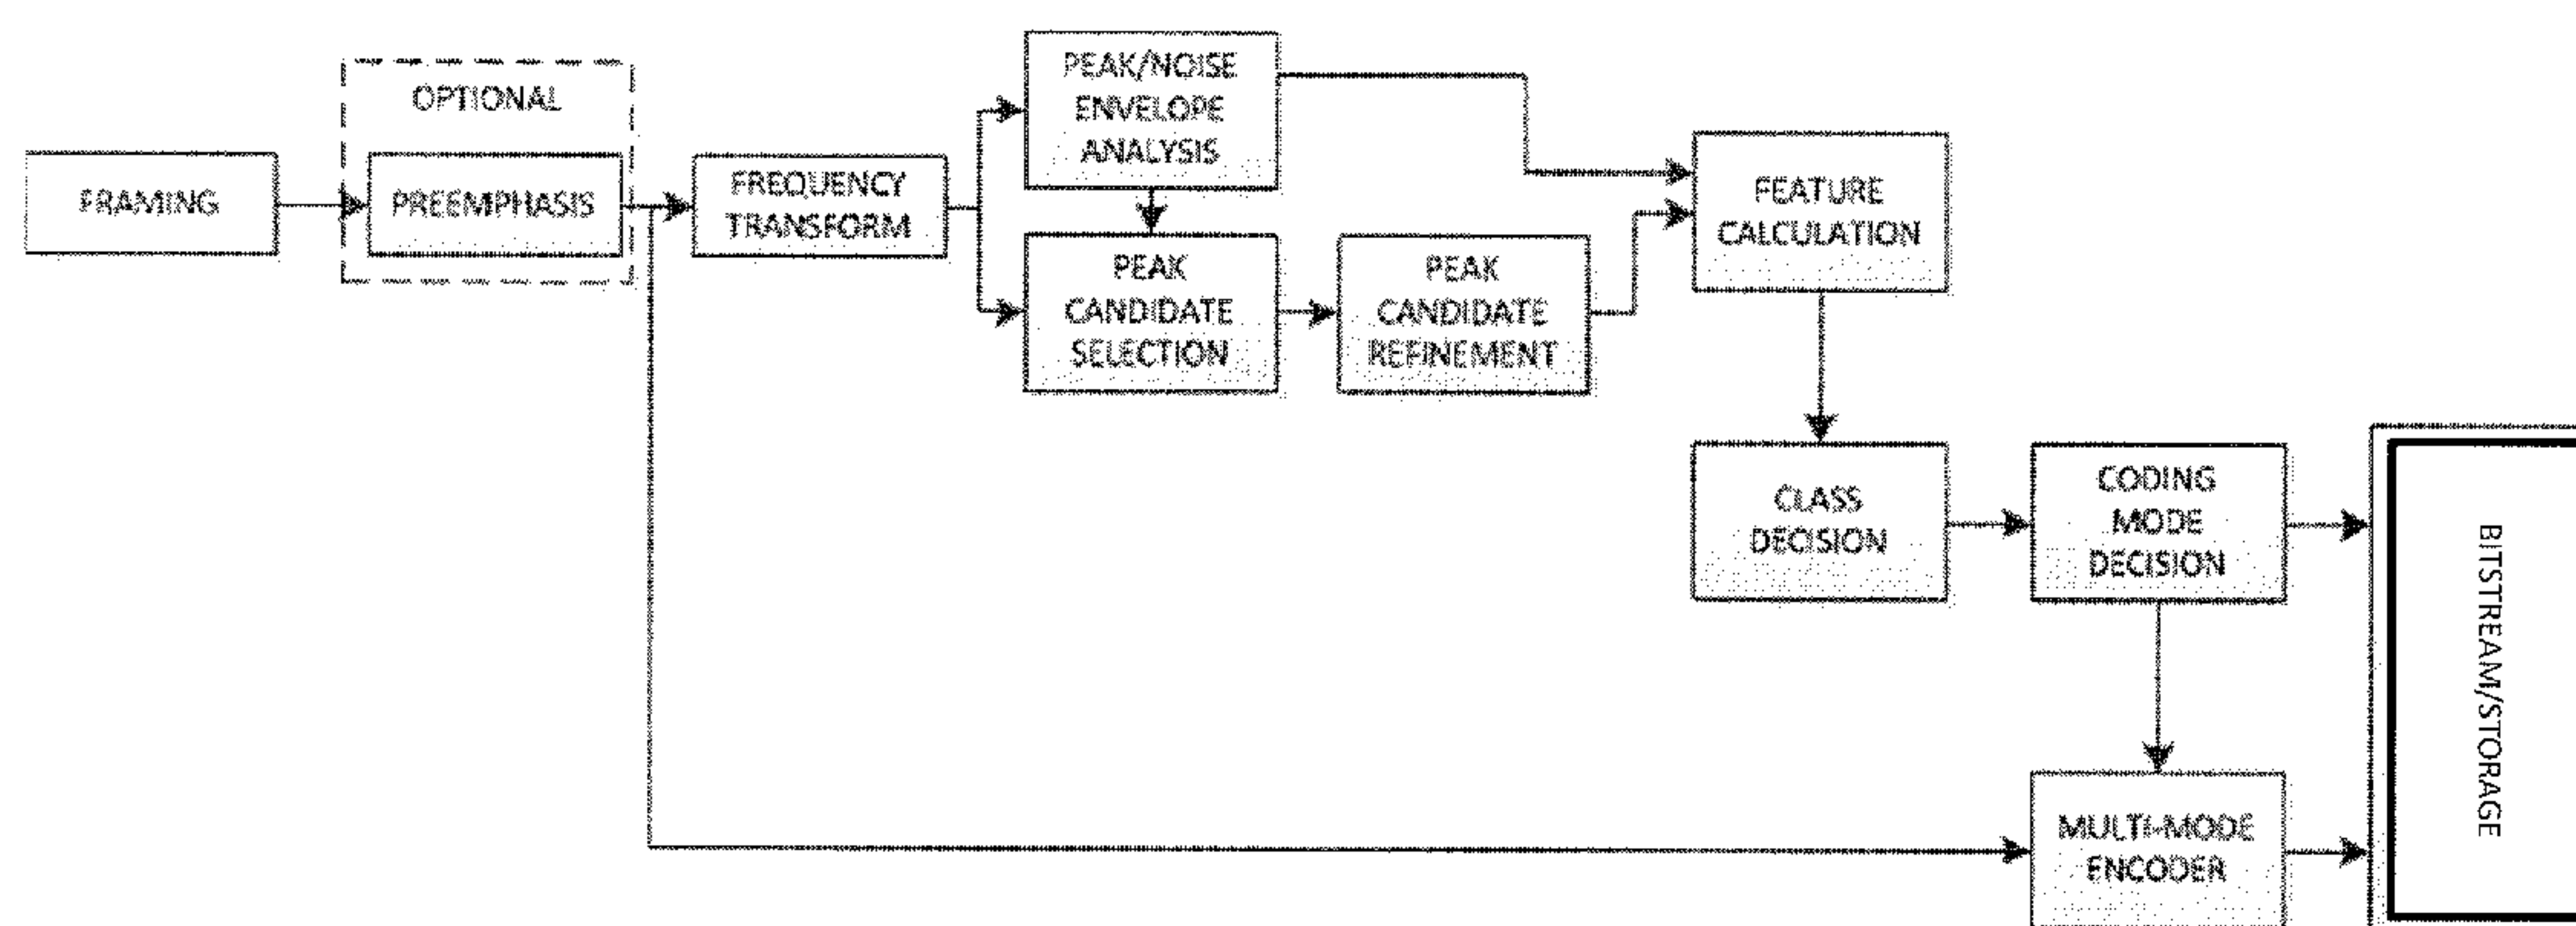 OPTIONAL
FRAMING
PREEMPHASIS
FREQUENCY
TRANSFORM
PEAK/NOISE
ENVELOPE
ANALYSIS
PEAK
CANDIDATE
SELECTION
PEAK
CANDIDATE
REFINEMENT
FEATURE
CALCULATION
CLASS
DECISION
CODING
MODE
DECISION
MULTI-MODE
ENCODER
BITSTREAM/STORAGE